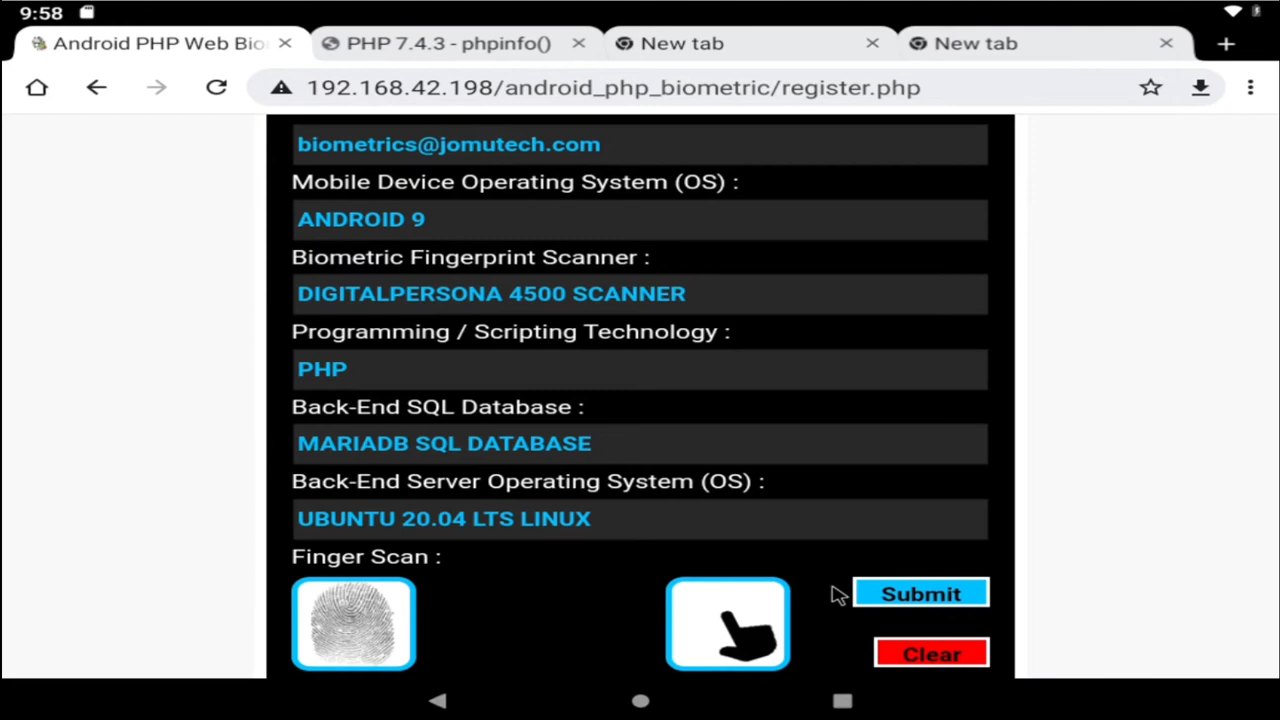 9:58
Android PHP Web Bio
PHP 7.4.3 - phpinfo()
New tab
New tab
192.168.42.198/android_php_biometric/register.php
biometrics@jomutech.com
Mobile Device Operating System (OS) :
ANDROID 9
Biometric Fingerprint Scanner :
DIGITALPERSONA 4500 SCANNER
Programming / Scripting Technology :
PHP
Back-End SQL Database :
MARIADB SQL DATABASE
Back-End Server Operating System (OS) :
UBUNTU 20.04 LTS LINUX
Finger Scan :
Submit
Clear